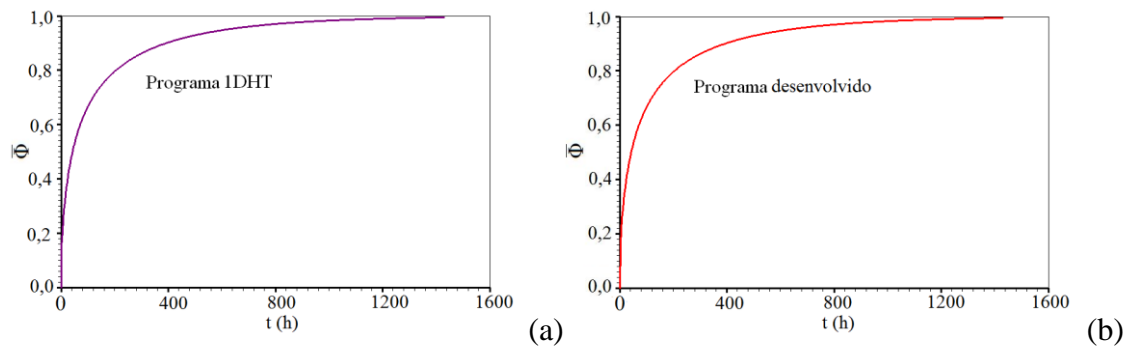 1,0
0,8
0,6
0,4
0,2
0,0
Φ̅
Programa 1DHT
0 400 800 1200 1600
t (h)
(a)
1,0
0,8
0,6
0,4
0,2
0,0
Φ̅
Programa desenvolvido
0 400 800 1200 1600
t (h)
(b)